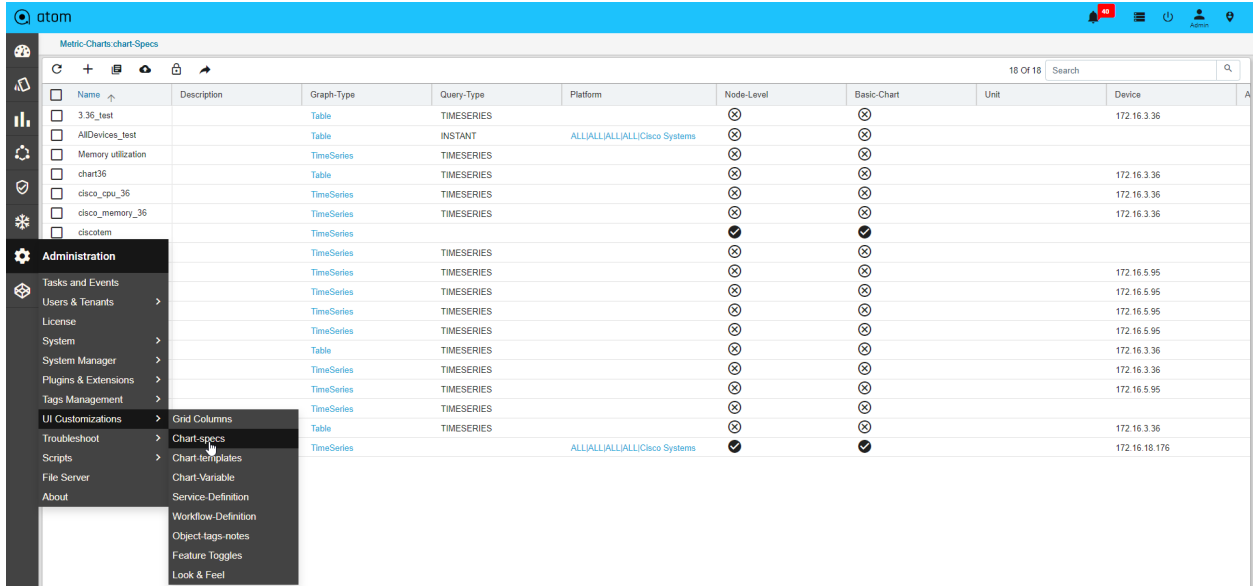 atom
40
Admin
Metric-Charts:chart-Specs
18 Of 18 Search
Name Description Graph-Type Query-Type Platform Node-Level Basic-Chart Unit Device A
3.36_test Table TIMESERIES 172.16.3.36
AllDevices_test Table INSTANT ALL|ALL|ALL|ALL|Cisco Systems
Memory utilization TimeSeries TIMESERIES
chart36 Table TIMESERIES 172.16.3.36
cisco_cpu_36 TimeSeries TIMESERIES 172.16.3.36
cisco_memory_36 TimeSeries TIMESERIES 172.16.3.36
ciscotem TimeSeries
Administration TimeSeries TIMESERIES
TimeSeries TIMESERIES 172.16.5.95
Tasks and Events
TimeSeries TIMESERIES 172.16.5.95
Users & Tenants
TimeSeries TIMESERIES 172.16.5.95
License
TimeSeries TIMESERIES 172.16.5.95
System
Table TIMESERIES 172.16.3.36
System Manager
TimeSeries TIMESERIES 172.16.3.36
Plugins & Extensions
TimeSeries TIMESERIES 172.16.5.95
Tags Management
TimeSeries TIMESERIES
UI Customizations Grid Columns
Table TIMESERIES 172.16.3.36
Troubleshoot Chart-specs
TimeSeries ALL|ALL|ALL|ALL|Cisco Systems 172.16.18.176
Scripts Chart-templates
File Server Chart-Variable
About Service-Definition
Workflow-Definition
Object-tags-notes
Feature Toggles
Look & Feel